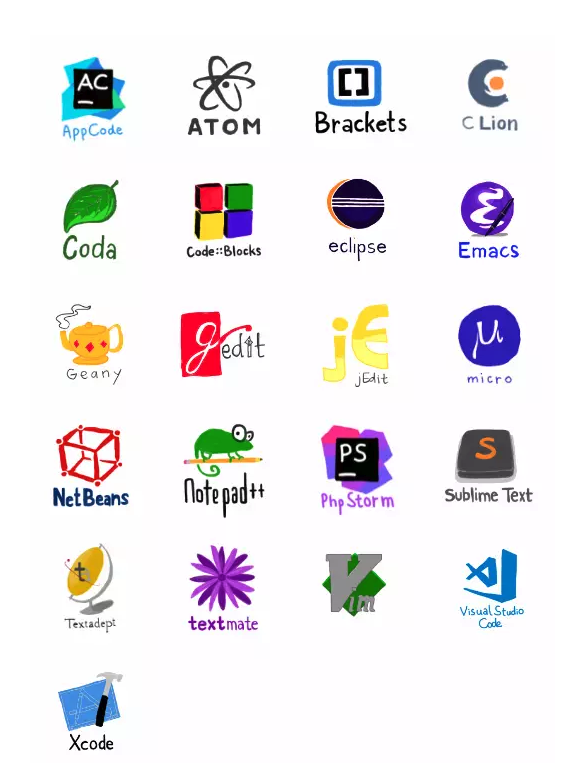 AC
AppCode
ATOM
[]
Brackets
C
C Lion
Coda
Code::Blocks
eclipse
Emacs
Geany
gedit
jE
jEdit
μ
micro
NetBeans
Notepad++
PS
PhpStorm
S
Sublime Text
t
Textadept
textmate
Vim
Visual Studio
Code
Xcode